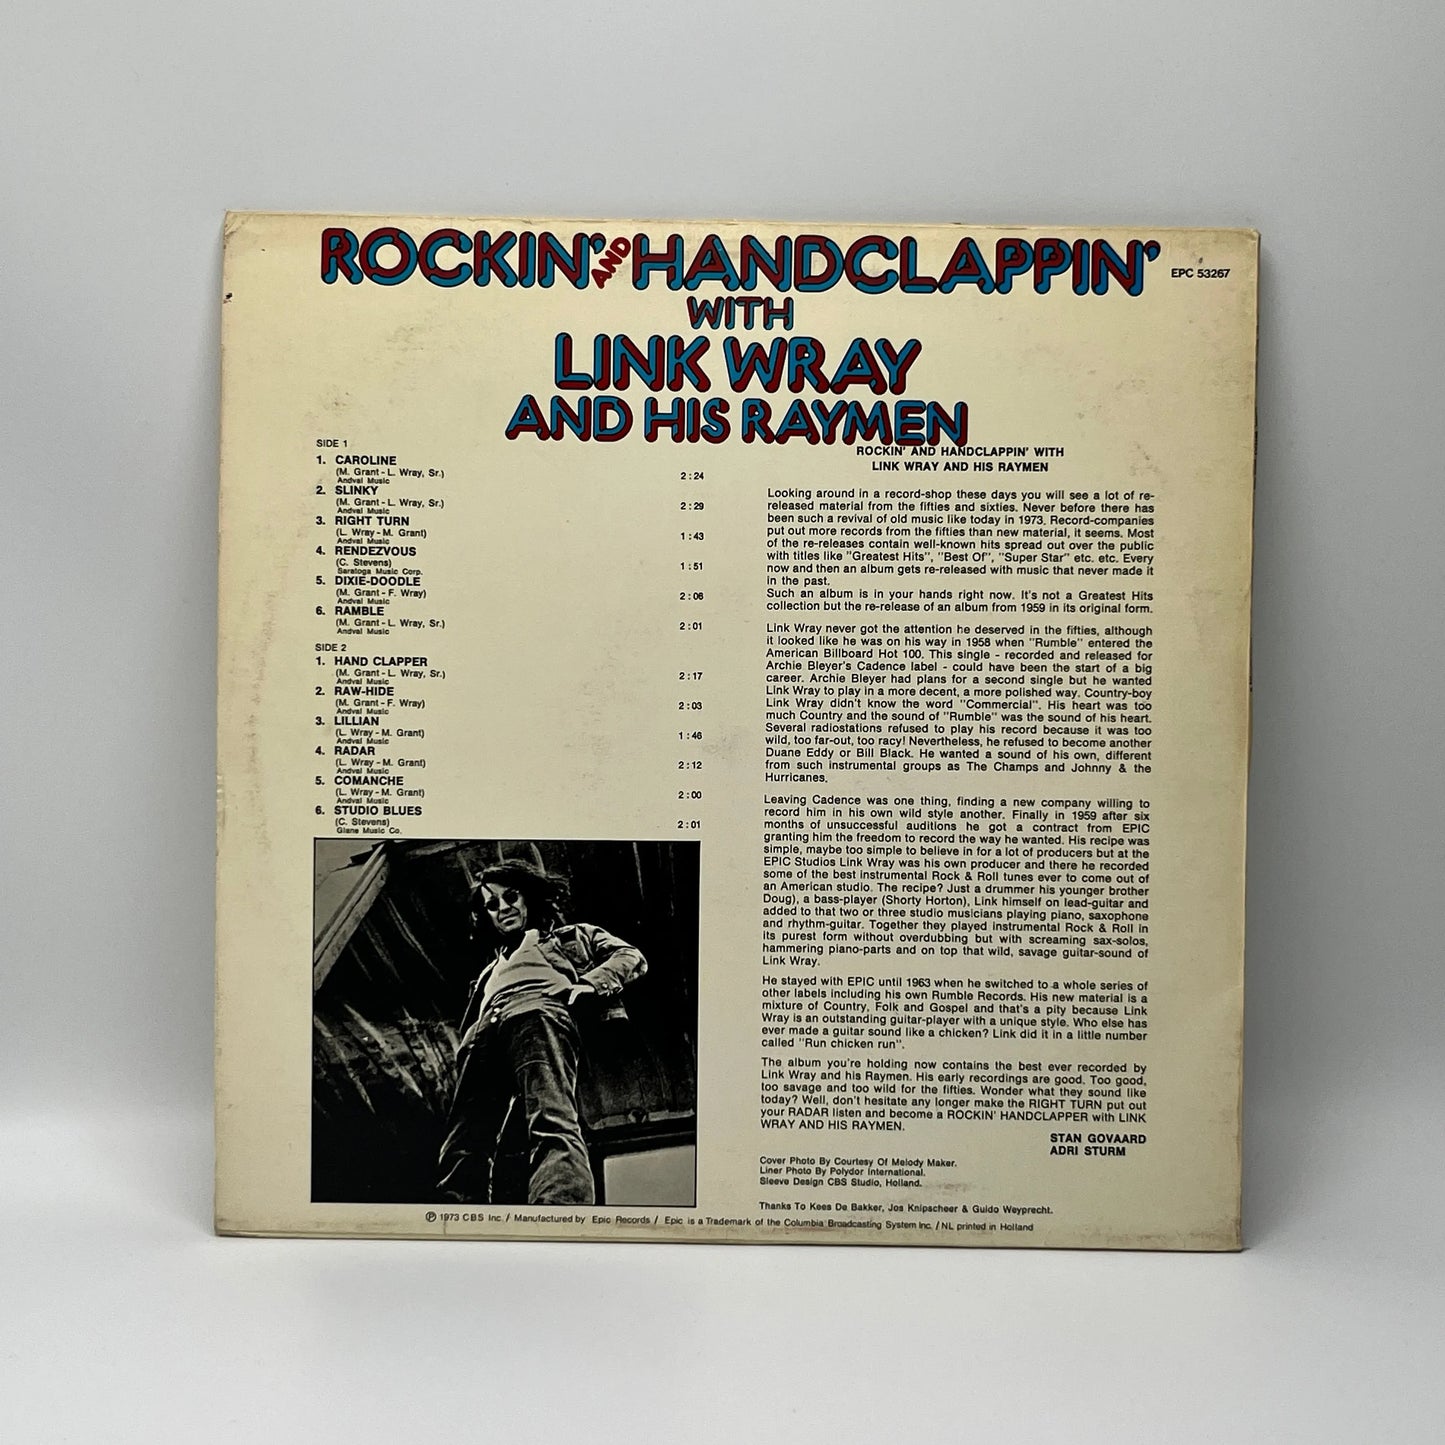 ROCKIN' AND HANDCLAPPIN'
EPC 53267
WITH
LINK WRAY
AND HIS RAYMEN
SIDE 1
1. CAROLINE
(M. Grant - L. Wray, Sr.)
Andval Music
2:24
2. SLINKY
(M. Grant - L. Wray, Sr.)
Andval Music
2:29
3. RIGHT TURN
(L. Wray - M. Grant)
Andval Music
1:43
4. RENDEZVOUS
(C. Stevens)
Saratoga Music Corp.
1:51
5. DIXIE-DOODLE
(M. Grant - F. Wray)
Andval Music
2:06
6. RAMBLE
(M. Grant - L. Wray, Sr.)
Andval Music
2:01
SIDE 2
1. HAND CLAPPER
(M. Grant - L. Wray, Sr.)
Andval Music
2:17
2. RAW-HIDE
(M. Grant - F. Wray)
Andval Music
2:03
3. LILLIAN
(L. Wray - M. Grant)
Andval Music
1:46
4. RADAR
(L. Wray - M. Grant)
Andval Music
2:12
5. COMANCHE
(L. Wray - M. Grant)
Andval Music
2:00
6. STUDIO BLUES
(C. Stevens)
Glane Music Co.
2:01
ROCKIN' AND HANDCLAPPIN' WITH
LINK WRAY AND HIS RAYMEN
Looking around in a record-shop these days you will see a lot of re-
released material from the fifties and sixties. Never before there has
been such a revival of old music like today in 1973. Record-companies
put out more records from the fifties than new material, it seems. Most
of the re-releases contain well-known hits spread out over the public
with titles like "Greatest Hits", "Best Of", "Super Star" etc. etc. Every
now and then an album gets re-released with music that never made it
in the past.
Such an album is in your hands right now. It's not a Greatest Hits
collection but the re-release of an album from 1959 in its original form.
Link Wray never got the attention he deserved in the fifties, although
it looked like he was on his way in 1958 when "Rumble" entered the
American Billboard Hot 100. This single - recorded and released for
Archie Bleyer's Cadence label - could have been the start of a big
career. Archie Bleyer had plans for a second single but he wanted
Link Wray to play in a more decent, a more polished way. Country-boy
Link Wray didn't know the word "Commercial". His heart was too
much Country and the sound of "Rumble" was the sound of his heart.
Several radiostations refused to play his record because it was too
wild, too far-out, too racy! Nevertheless, he refused to become another
Duane Eddy or Bill Black. He wanted a sound of his own, different
from such instrumental groups as The Champs and Johnny & the
Hurricanes.
Leaving Cadence was one thing, finding a new company willing to
record him in his own wild style another. Finally in 1959 after six
months of unsuccessful auditions he got a contract from EPIC
granting him the freedom to record the way he wanted. His recipe was
simple, maybe too simple to believe in for a lot of producers but at the
EPIC Studios Link Wray was his own producer and there he recorded
some of the best instrumental Rock & Roll tunes ever to come out of
an American studio. The recipe? Just a drummer his younger brother
Doug), a bass-player (Shorty Horton), Link himself on lead-guitar and
added to that two or three studio musicians playing piano, saxophone
and rhythm-guitar. Together they played instrumental Rock & Roll in
its purest form without overdubbing but with screaming sax-solos,
hammering piano-parts and on top that wild, savage guitar-sound of
Link Wray.
He stayed with EPIC until 1963 when he switched to a whole series of
other labels including his own Rumble Records. His new material is a
mixture of Country, Folk and Gospel and that's a pity because Link
Wray is an outstanding guitar-player with a unique style. Who else has
ever made a guitar sound like a chicken? Link did it in a little number
called "Run chicken run".
The album you're holding now contains the best ever recorded by
Link Wray and his Raymen. His early recordings are good. Too good,
too savage and too wild for the fifties. Wonder what they sound like
today? Well, don't hesitate any longer make the RIGHT TURN put out
your RADAR listen and become a ROCKIN' HANDCLAPPER with LINK
WRAY AND HIS RAYMEN.
STAN GOVAARD
ADRI STURM
Cover Photo By Courtesy Of Melody Maker.
Liner Photo By Polydor International.
Sleeve Design CBS Studio, Holland.
Thanks To Kees De Bakker, Jos Knipscheer & Guido Weyprecht.
℗ 1973 CBS Inc. / Manufactured by Epic Records / Epic is a Trademark of the Columbia Broadcasting System Inc. / NL printed in Holland